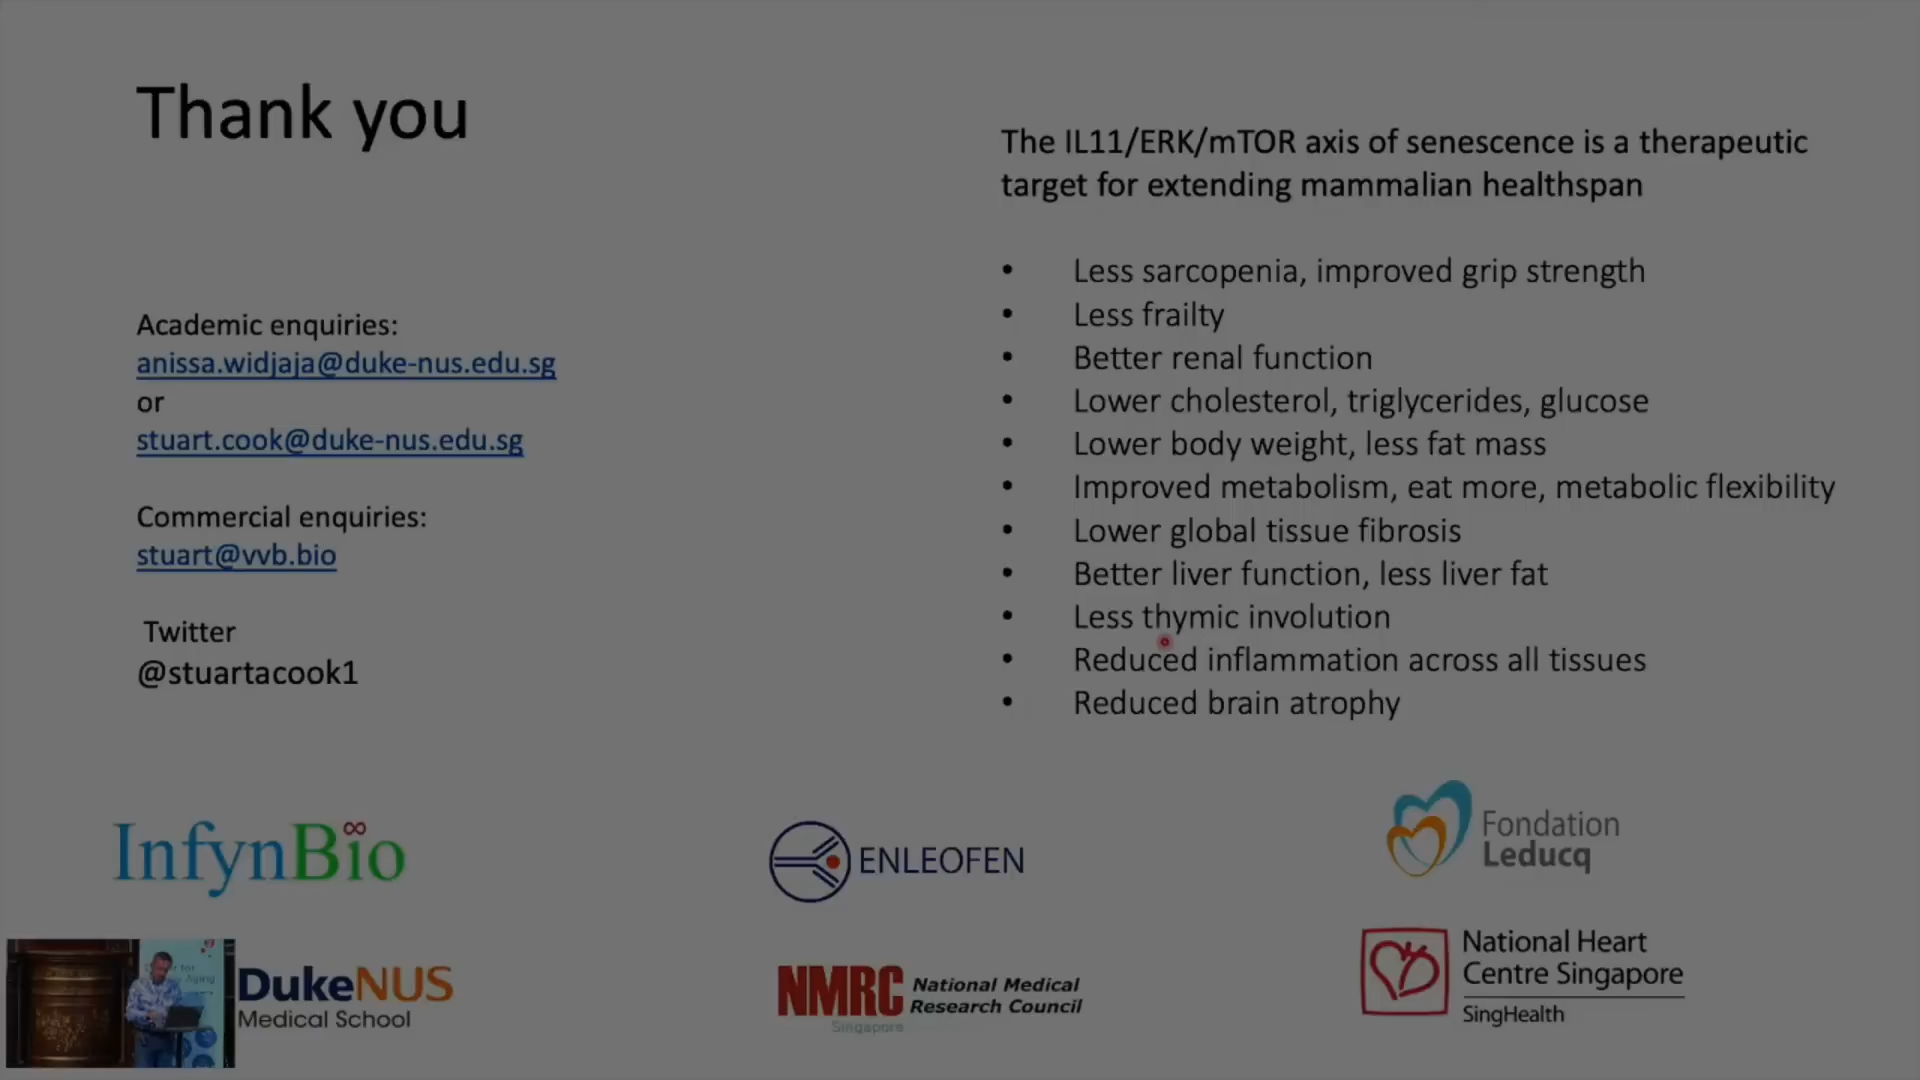 Thank you
Academic enquiries:
anissa.widjaja@duke-nus.edu.sg
or
stuart.cook@duke-nus.edu.sg
Commercial enquiries:
stuart@vvb.bio
Twitter
@stuartacook1
The IL11/ERK/mTOR axis of senescence is a therapeutic
target for extending mammalian healthspan
• Less sarcopenia, improved grip strength
• Less frailty
• Better renal function
• Lower cholesterol, triglycerides, glucose
• Lower body weight, less fat mass
• Improved metabolism, eat more, metabolic flexibility
• Lower global tissue fibrosis
• Better liver function, less liver fat
• Less thymic involution
• Reduced inflammation across all tissues
• Reduced brain atrophy
InfynBio
ENLEOFEN
Fondation
Leducq
DukeNUS
Medical School
NMRC
National Medical
Research Council
Singapore
National Heart
Centre Singapore
SingHealth